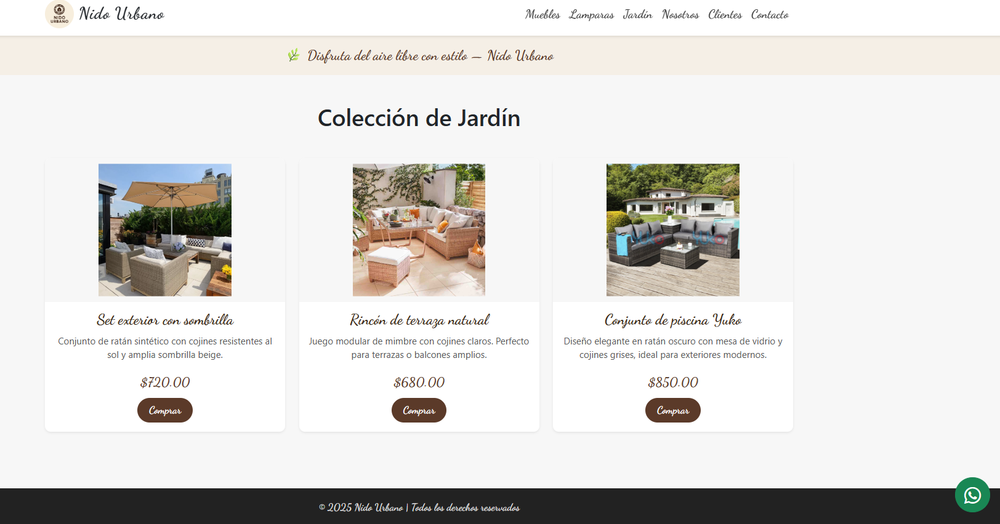 NIDO
URBANO
Nido Urbano
Muebles Lamparas Jardín Nosotros Clientes Contacto
🌿 Disfruta del aire libre con estilo — Nido Urbano
Colección de Jardín
Yuko Yuko
Set exterior con sombrilla
Conjunto de ratán sintético con cojines resistentes al
sol y amplia sombrilla beige.
$720.00
Comprar
Rincón de terraza natural
Juego modular de mimbre con cojines claros. Perfecto
para terrazas o balcones amplios.
$680.00
Comprar
Conjunto de piscina Yuko
Diseño elegante en ratán oscuro con mesa de vidrio y
cojines grises, ideal para exteriores modernos.
$850.00
Comprar
© 2025 Nido Urbano | Todos los derechos reservados